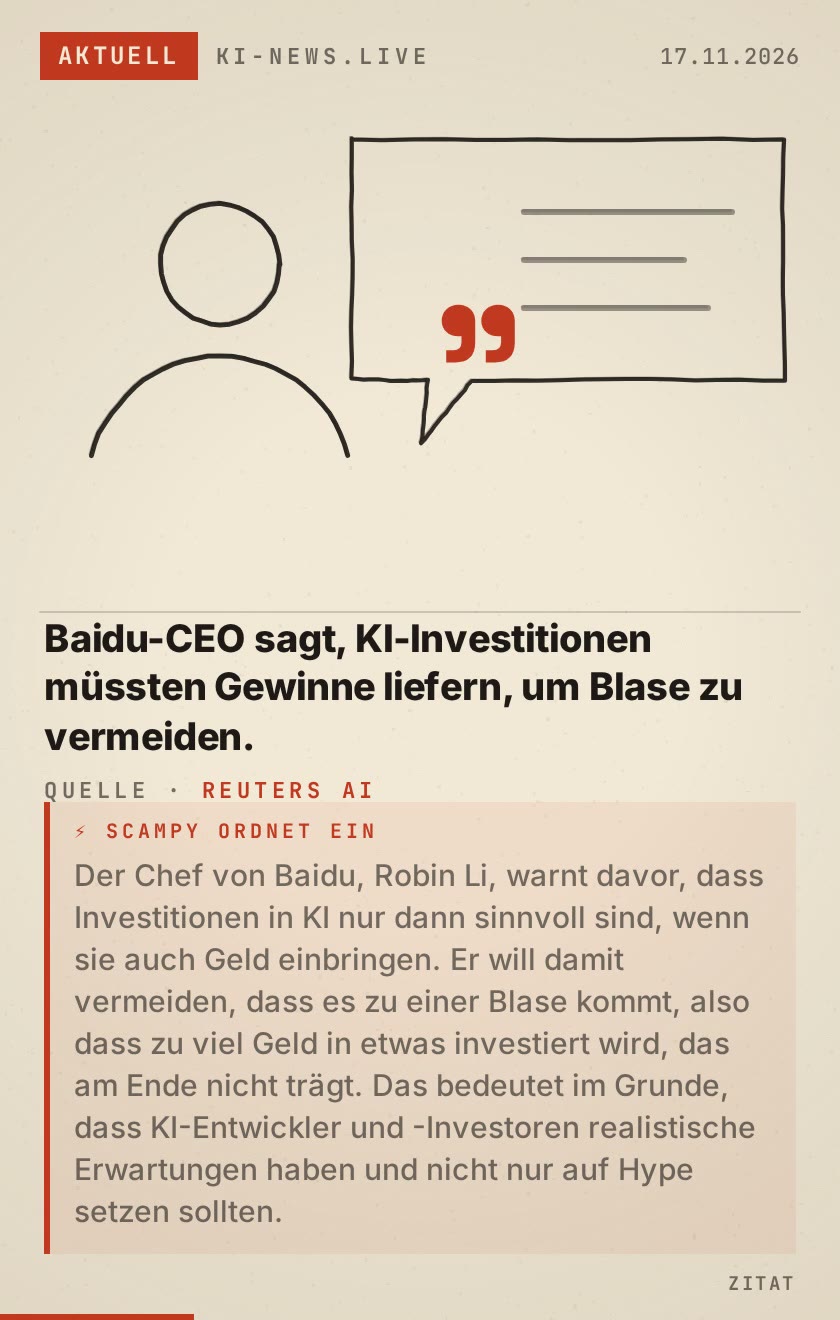 AKTUELL KI-NEWS.LIVE 17.11.2026
”
Baidu-CEO sagt, KI-Investitionen
müssten Gewinne liefern, um Blase zu
vermeiden.
QUELLE · REUTERS AI
⚡ SCAMPY ORDNET EIN
Der Chef von Baidu, Robin Li, warnt davor, dass
Investitionen in KI nur dann sinnvoll sind, wenn
sie auch Geld einbringen. Er will damit
vermeiden, dass es zu einer Blase kommt, also
dass zu viel Geld in etwas investiert wird, das
am Ende nicht trägt. Das bedeutet im Grunde,
dass KI-Entwickler und -Investoren realistische
Erwartungen haben und nicht nur auf Hype
setzen sollten.
ZITAT